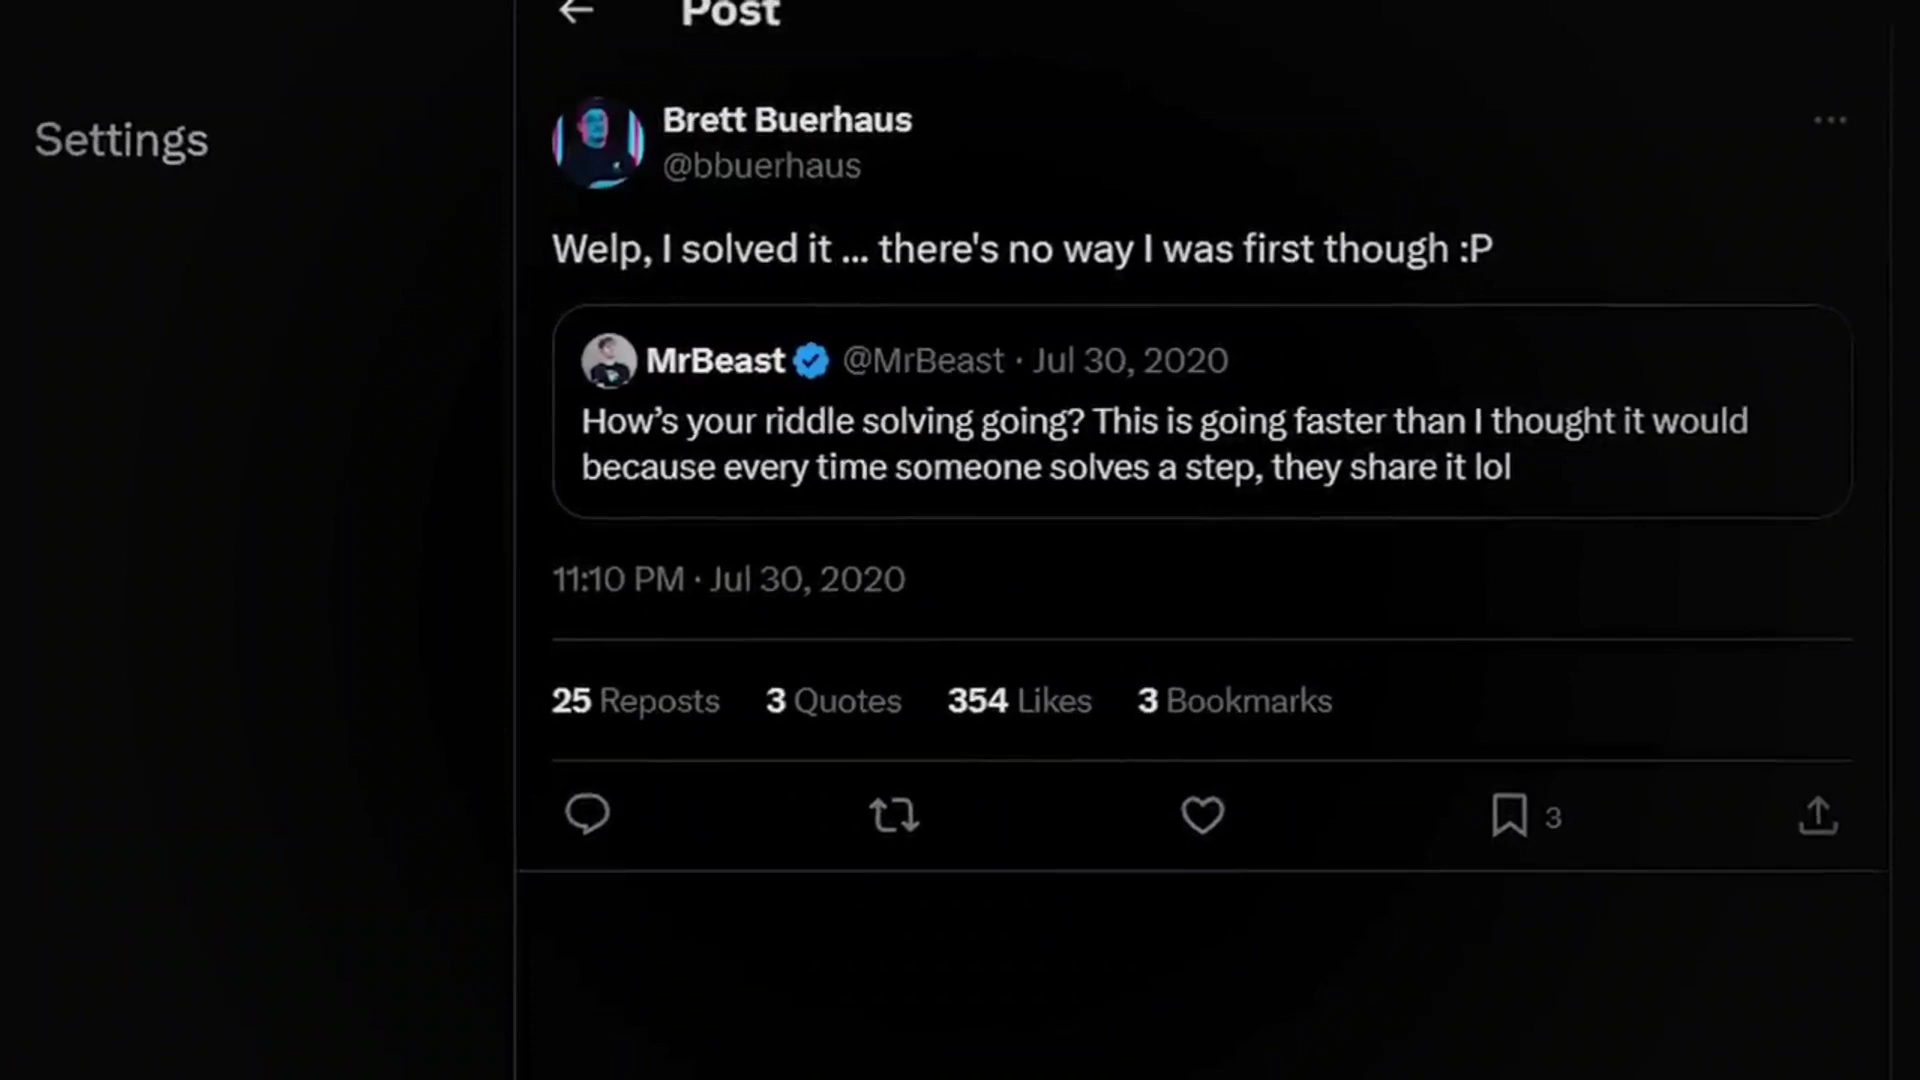 Post
Settings
Brett Buerhaus
@bbuerhaus
Welp, I solved it ... there's no way I was first though :P
MrBeast @MrBeast · Jul 30, 2020
How’s your riddle solving going? This is going faster than I thought it would
because every time someone solves a step, they share it lol
11:10 PM · Jul 30, 2020
25 Reposts 3 Quotes 354 Likes 3 Bookmarks
3